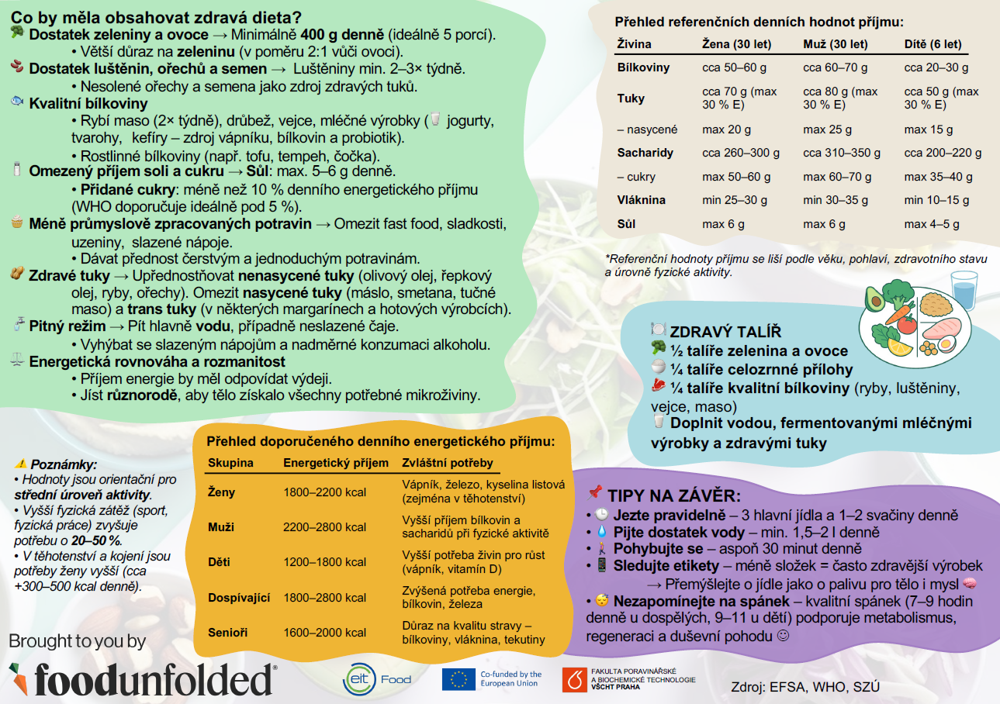 Co by měla obsahovat zdravá dieta?
Dostatek zeleniny a ovoce → Minimálně 400 g denně (ideálně 5 porcí).
• Větší důraz na zeleninu (v poměru 2:1 vůči ovoci).
Dostatek luštěnin, ořechů a semen → Luštěniny min. 2–3× týdně.
• Nesolené ořechy a semena jako zdroj zdravých tuků.
Kvalitní bílkoviny
• Rybí maso (2× týdně), drůbež, vejce, mléčné výrobky (🥛 jogurty,
tvarohy, kefíry – zdroj vápníku, bílkovin a probiotik).
• Rostlinné bílkoviny (např. tofu, tempeh, čočka).
Omezený příjem soli a cukru → Sůl: max. 5–6 g denně.
• Přidané cukry: méně než 10 % denního energetického příjmu
(WHO doporučuje ideálně pod 5 %).
Méně průmyslově zpracovaných potravin → Omezit fast food, sladkosti,
uzeniny, slazené nápoje.
• Dávat přednost čerstvým a jednoduchým potravinám.
Zdravé tuky → Upřednostňovat nenasycené tuky (olivový olej, řepkový
olej, ryby, ořechy). Omezit nasycené tuky (máslo, smetana, tučné
maso) a trans tuky (v některých margarínech a hotových výrobcích).
Pitný režim → Pít hlavně vodu, případně neslazené čaje.
• Vyhýbat se slazeným nápojům a nadměrné konzumaci alkoholu.
Energetická rovnováha a rozmanitost
• Příjem energie by měl odpovídat výdeji.
• Jíst různorodě, aby tělo získalo všechny potřebné mikroživiny.
Přehled referenčních denních hodnot příjmu:
Živina Žena (30 let) Muž (30 let) Dítě (6 let)
Bílkoviny cca 50–60 g cca 60–70 g cca 20–30 g
Tuky cca 70 g (max 30 % E) cca 80 g (max 30 % E) cca 50 g (max 30 % E)
– nasycené max 20 g max 25 g max 15 g
Sacharidy cca 260–300 g cca 310–350 g cca 200–220 g
– cukry max 50–60 g max 60–70 g max 35–40 g
Vláknina min 25–30 g min 30–35 g min 10–15 g
Sůl max 6 g max 6 g max 4–5 g
*Referenční hodnoty příjmu se liší podle věku, pohlaví, zdravotního stavu
a úrovně fyzické aktivity.
ZDRAVÝ TALÍŘ
½ talíře zelenina a ovoce
¼ talíře celozrnné přílohy
¼ talíře kvalitní bílkoviny (ryby, luštěniny,
vejce, maso)
Doplnit vodou, fermentovanými mléčnými
výrobky a zdravými tuky
Poznámky:
• Hodnoty jsou orientační pro
střední úroveň aktivity.
• Vyšší fyzická zátěž (sport,
fyzická práce) zvyšuje
potřebu o 20–50 %.
• V těhotenství a kojení jsou
potřeby ženy vyšší (cca
+300–500 kcal denně).
Přehled doporučeného denního energetického příjmu:
Skupina Energetický příjem Zvláštní potřeby
Ženy 1800–2200 kcal Vápník, železo, kyselina listová
(zejména v těhotenství)
Muži 2200–2800 kcal Vyšší příjem bílkovin a
sacharidů při fyzické aktivitě
Děti 1200–1800 kcal Vyšší potřeba živin pro růst
(vápník, vitamín D)
Dospívající 1800–2800 kcal Zvýšená potřeba energie,
bílkovin, železa
Senioři 1600–2000 kcal Důraz na kvalitu stravy –
bílkoviny, vláknina, tekutiny
TIPY NA ZÁVĚR:
• Jezte pravidelně – 3 hlavní jídla a 1–2 svačiny denně
• Pijte dostatek vody – min. 1,5–2 l denně
• Pohybujte se – aspoň 30 minut denně
• Sledujte etikety – méně složek = často zdravější výrobek
→ Přemýšlejte o jídle jako o palivu pro tělo i mysl
• Nezapomínejte na spánek – kvalitní spánek (7–9 hodin
denně u dospělých, 9–11 u dětí) podporuje metabolismus,
regeneraci a duševní pohodu ☺
Brought to you by
foodunfolded®
eit Food
Co-funded by the
European Union
FAKULTA PORAVINÁŘSKÉ
A BIOCHEMICKÉ TECHNOLOGIE
VŠCHT PRAHA
Zdroj: EFSA, WHO, SZÚ